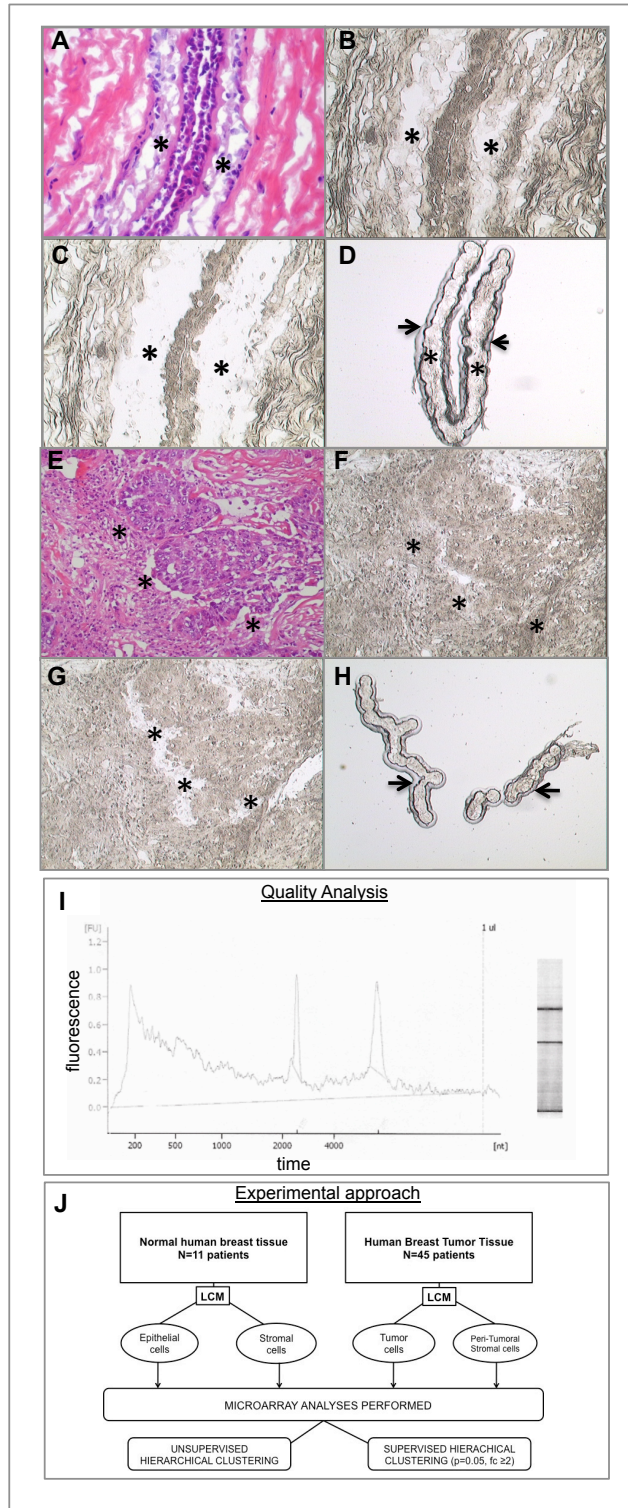 A
B
*
*
*
*
C
D
*
*
*
*
E
F
*
*
*
*
*
*
G
H
*
*
*
I
Quality Analysis
[FU]
1 ul
1.2
1.0
0.8
0.6
0.4
0.2
0.0
fluorescence
200 500 1000 2000 4000 [nt]
time
J
Experimental approach
Normal human breast tissue
N=11 patients
Human Breast Tumor Tissue
N=45 patients
LCM
LCM
Epithelial
cells
Stromal
cells
Tumor
cells
Peri-Tumoral
Stromal cells
MICROARRAY ANALYSES PERFORMED
UNSUPERVISED
HIERARCHICAL CLUSTERING
SUPERVISED HIERACHICAL
CLUSTERING (p=0.05, fc ≥2)